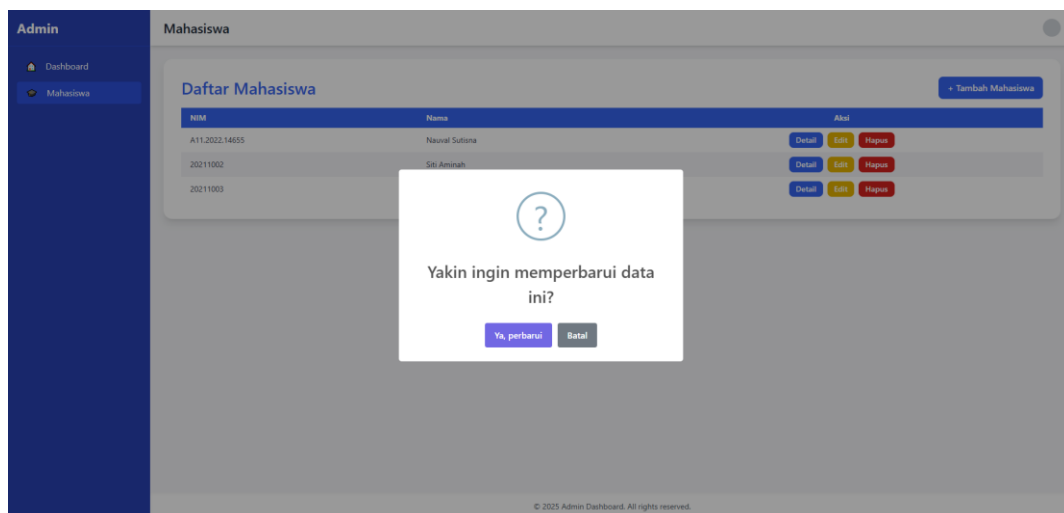 Admin
Mahasiswa
Dashboard
Mahasiswa
Daftar Mahasiswa
+ Tambah Mahasiswa
NIM Nama Aksi
A11.2022.14655 Nauval Sutisna Detail Edit Hapus
20211002 Siti Aminah Detail Edit Hapus
20211003 Detail Edit Hapus
?
Yakin ingin memperbarui data
ini?
Ya, perbarui Batal
© 2025 Admin Dashboard. All rights reserved.